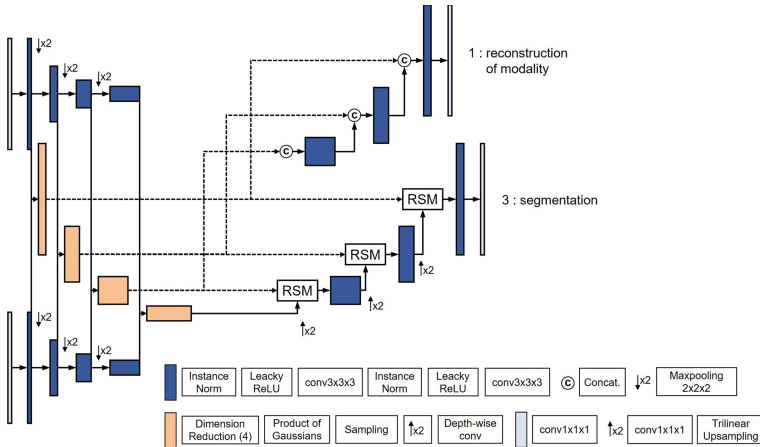 ↓x2
↓x2
↓x2
C
C
C
1 : reconstruction
of modality
RSM
3 : segmentation
RSM
RSM
↑x2
↑x2
↑x2
↓x2
↓x2
↓x2
Instance
Norm
Leacky
ReLU
conv3x3x3
Instance
Norm
Leacky
ReLU
conv3x3x3
C
Concat.
↓x2
Maxpooling
2x2x2
Dimension
Reduction (4)
Product of
Gaussians
Sampling
↑x2
Depth-wise
conv
conv1x1x1
↑x2
conv1x1x1
Trilinear
Upsampling